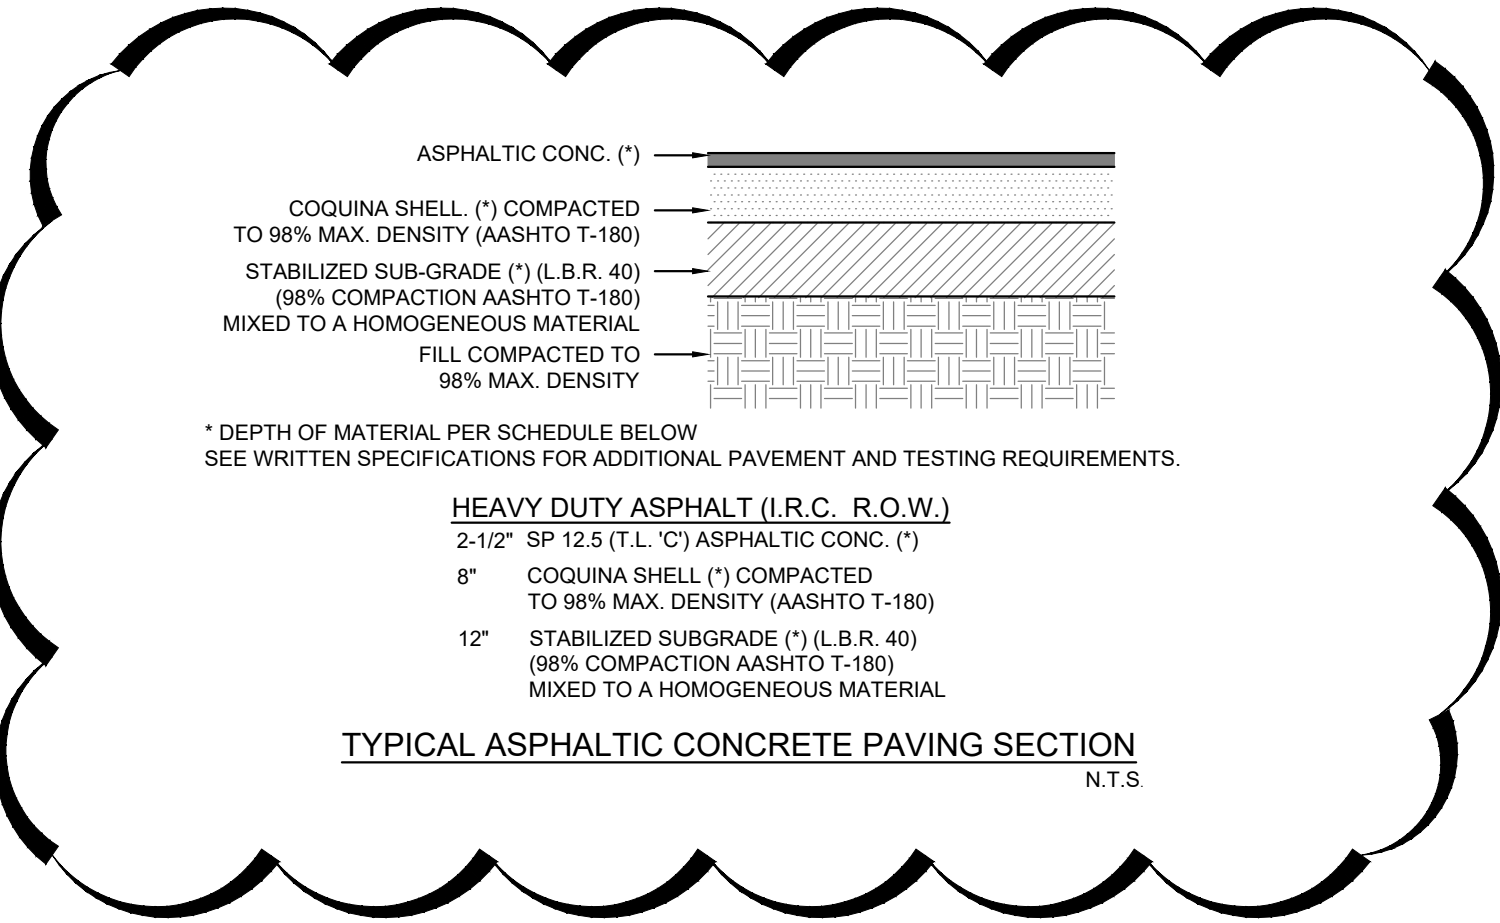 ASPHALTIC CONC. (*)
COQUINA SHELL. (*) COMPACTED
TO 98% MAX. DENSITY (AASHTO T-180)
STABILIZED SUB-GRADE (*) (L.B.R. 40)
(98% COMPACTION AASHTO T-180)
MIXED TO A HOMOGENEOUS MATERIAL
FILL COMPACTED TO
98% MAX. DENSITY
* DEPTH OF MATERIAL PER SCHEDULE BELOW
SEE WRITTEN SPECIFICATIONS FOR ADDITIONAL PAVEMENT AND TESTING REQUIREMENTS.
HEAVY DUTY ASPHALT (I.R.C. R.O.W.)
2-1/2" SP 12.5 (T.L. 'C') ASPHALTIC CONC. (*)
8" COQUINA SHELL (*) COMPACTED
TO 98% MAX. DENSITY (AASHTO T-180)
12" STABILIZED SUBGRADE (*) (L.B.R. 40)
(98% COMPACTION AASHTO T-180)
MIXED TO A HOMOGENEOUS MATERIAL
TYPICAL ASPHALTIC CONCRETE PAVING SECTION
N.T.S.